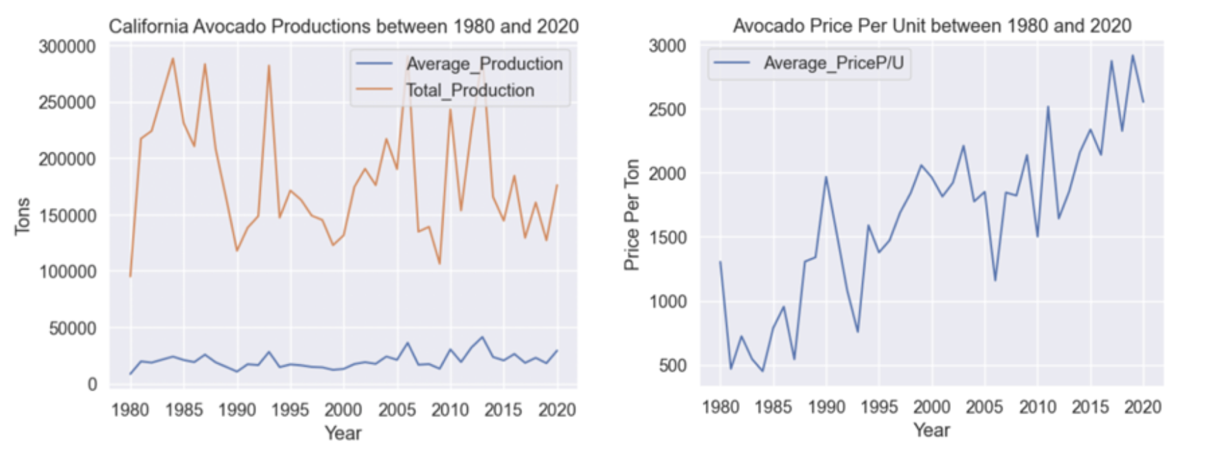 California Avocado Productions between 1980 and 2020
300000
250000
200000
150000
100000
50000
0
Tons
Average_Production
Total_Production
1980 1985 1990 1995 2000 2005 2010 2015 2020
Year
Avocado Price Per Unit between 1980 and 2020
3000
2500
2000
1500
1000
500
Price Per Ton
Average_PriceP/U
1980 1985 1990 1995 2000 2005 2010 2015 2020
Year